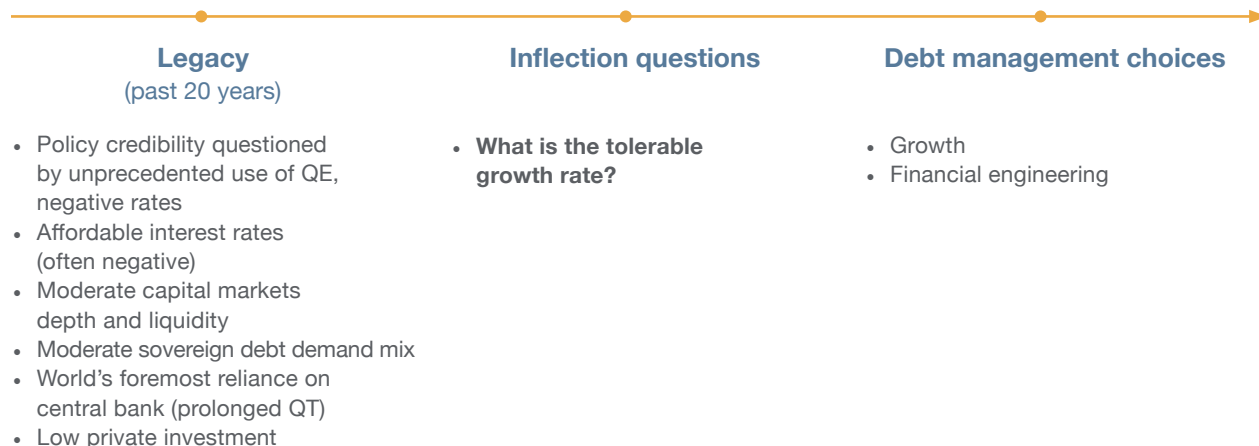 Legacy
(past 20 years)
• Policy credibility questioned
by unprecedented use of QE,
negative rates
• Affordable interest rates
(often negative)
• Moderate capital markets
depth and liquidity
• Moderate sovereign debt demand mix
• World’s foremost reliance on
central bank (prolonged QT)
• Low private investment
Inflection questions
• What is the tolerable
growth rate?
Debt management choices
• Growth
• Financial engineering